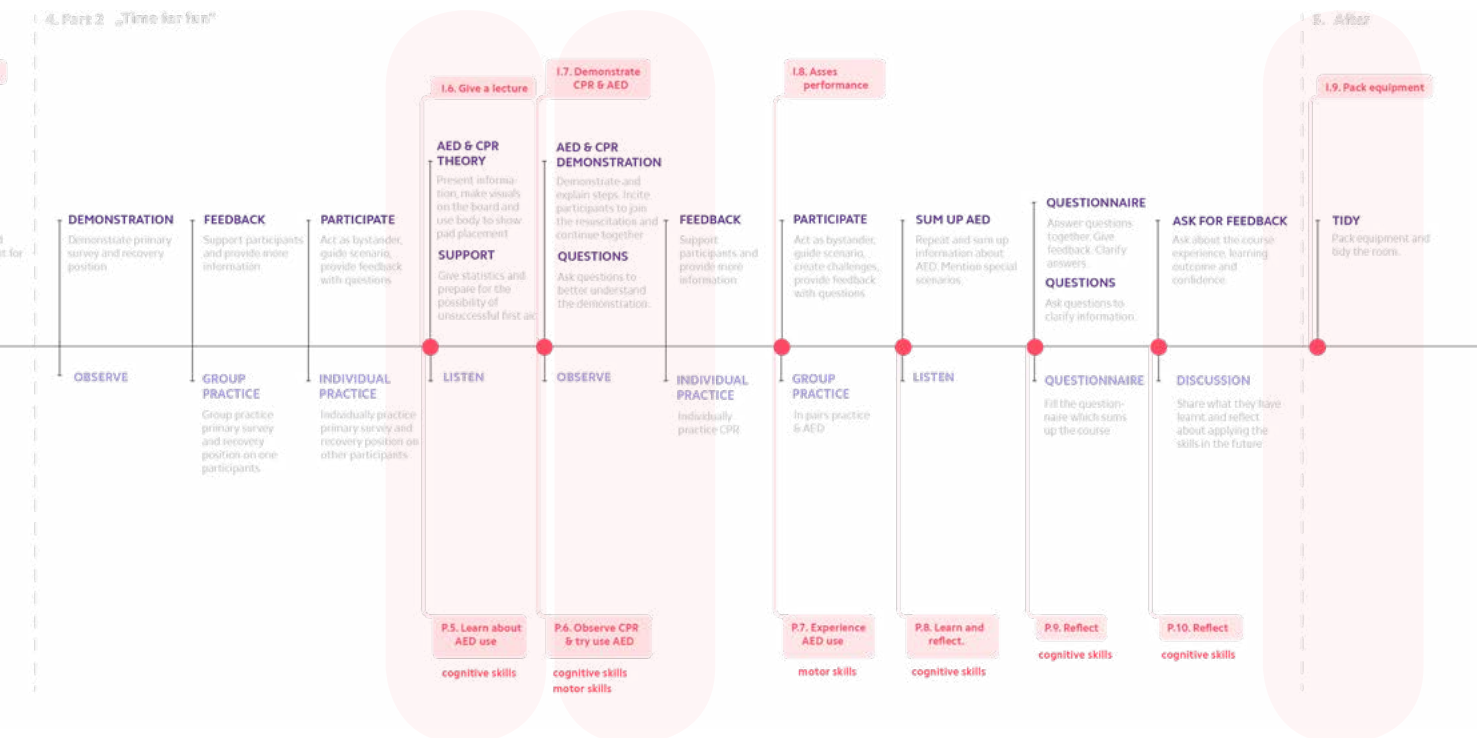 4. Part 2 „Time for fun"
5. After
I.6. Give a lecture
I.7. Demonstrate
CPR & AED
I.8. Asses
performance
I.9. Pack equipment
DEMONSTRATION
Demonstrate primary
survey and recovery
position
FEEDBACK
Support participants
and provide more
information
PARTICIPATE
Act as bystander,
guide scenario,
provide feedback
with questions
AED & CPR
THEORY
Present informa-
tion, make visuals
on the board and
use body to show
pad placement
SUPPORT
Give statistics and
prepare for the
possibility of
unsuccessful first aid
AED & CPR
DEMONSTRATION
Demonstrate and
explain steps. Incite
participants to join
the resuscitation and
continue together
QUESTIONS
Ask questions to
better understand
the demonstration.
FEEDBACK
Support
participants and
provide more
information
PARTICIPATE
Act as bystander,
guide scenario,
create challenges,
provide feedback
with questions
SUM UP AED
Repeat and sum up
information about
AED. Mention special
scenarios.
QUESTIONNAIRE
Answer questions
together. Give
feedback. Clarify
answers.
QUESTIONS
Ask questions to
clarify information.
ASK FOR FEEDBACK
Ask about the course
experience, learning
outcome and
confidence.
TIDY
Pack equipment and
tidy the room.
t for
OBSERVE
GROUP
PRACTICE
Group practice
primary survey
and recovery
position on one
participants
INDIVIDUAL
PRACTICE
Individually practice
primary survey and
recovery position on
other participants
LISTEN
OBSERVE
INDIVIDUAL
PRACTICE
Individually
practice CPR
GROUP
PRACTICE
In pairs practice
& AED
LISTEN
QUESTIONNAIRE
Fill the question-
naire which sums
up the course
DISCUSSION
Share what they have
learnt and reflect
about applying the
skills in the future
P.5. Learn about
AED use
cognitive skills
P.6. Observe CPR
& try use AED
cognitive skills
motor skills
P.7. Experience
AED use
motor skills
P.8. Learn and
reflect.
cognitive skills
P.9. Reflect
cognitive skills
P.10. Reflect
cognitive skills